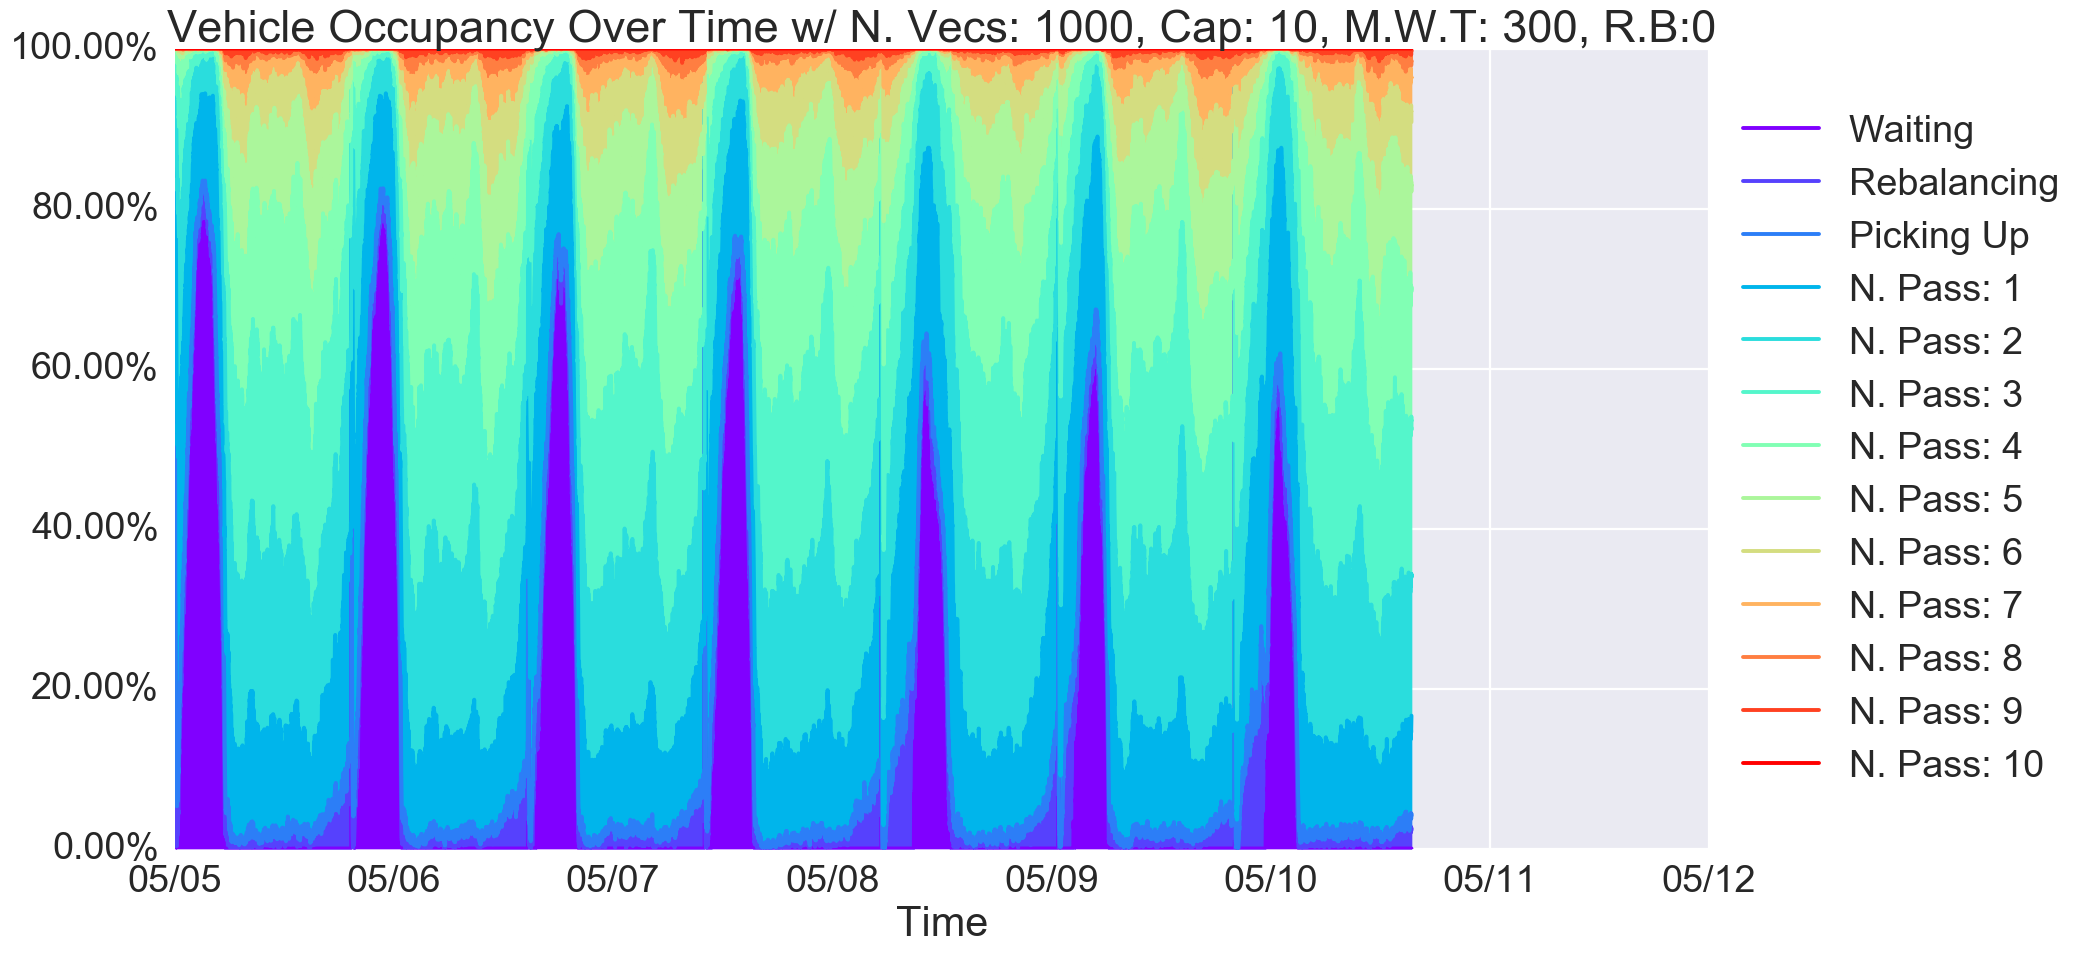 Vehicle Occupancy Over Time w/ N. Vecs: 1000, Cap: 10, M.W.T: 300, R.B:0
100.00%
80.00%
60.00%
40.00%
20.00%
0.00%
05/05 05/06 05/07 05/08 05/09 05/10 05/11 05/12
Time
Waiting
Rebalancing
Picking Up
N. Pass: 1
N. Pass: 2
N. Pass: 3
N. Pass: 4
N. Pass: 5
N. Pass: 6
N. Pass: 7
N. Pass: 8
N. Pass: 9
N. Pass: 10